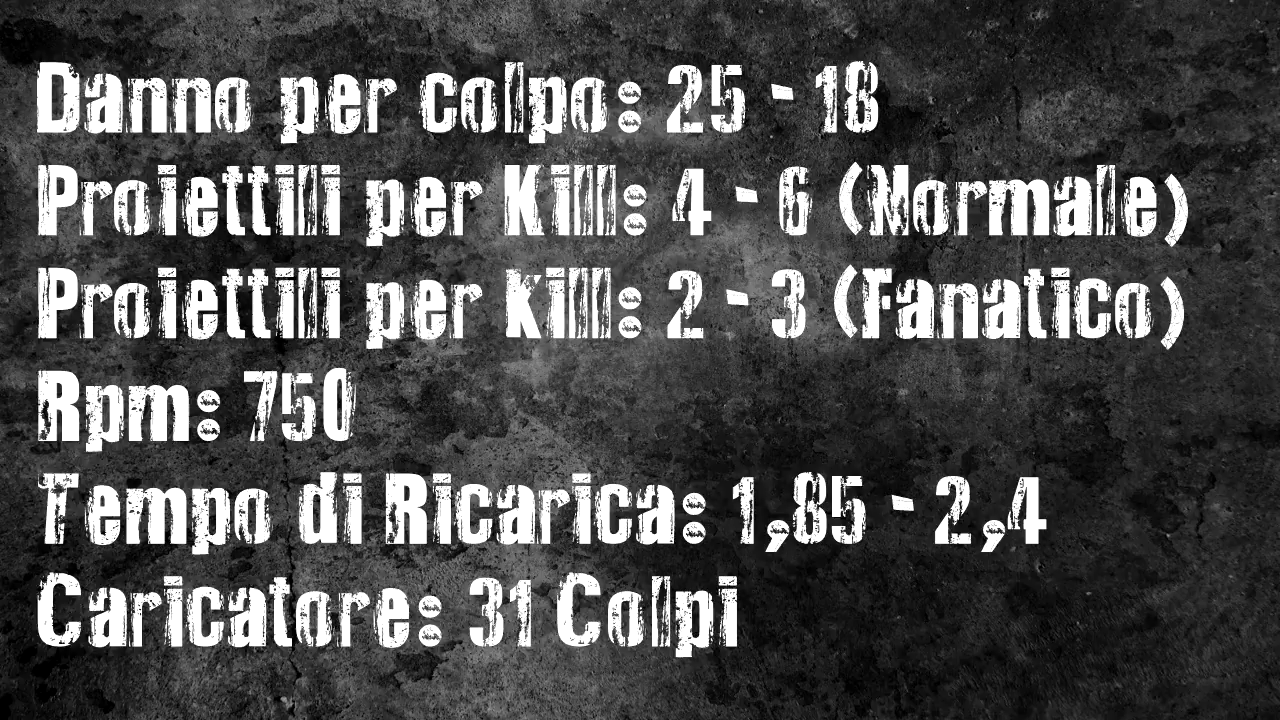 Danno per colpo: 25 - 18
Proiettili per Kill: 4 - 6 (Normale)
Proiettili per Kill: 2 - 3 (Fanatico)
Rpm: 750
Tempo di Ricarica: 1,85 - 2,4
Caricatore: 31 Colpi